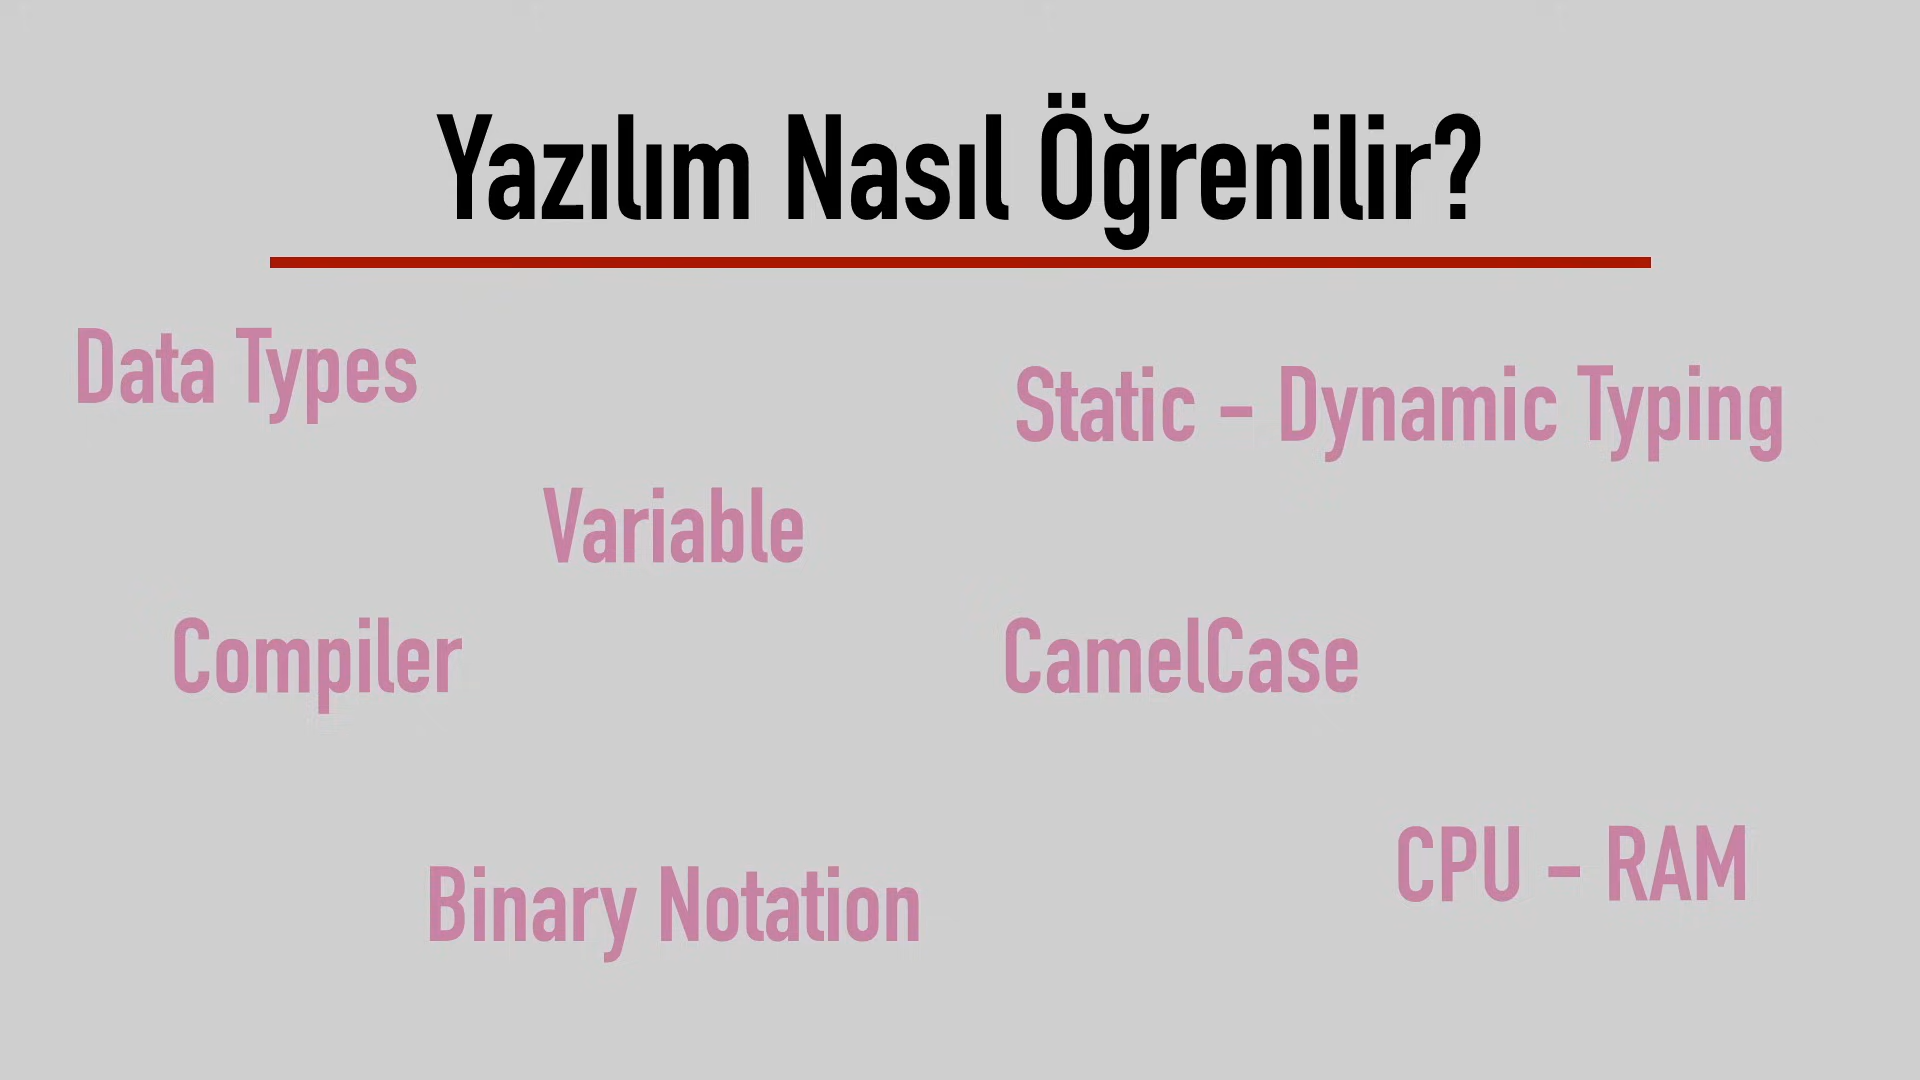 Yazılım Nasıl Öğrenilir?
Data Types
Static - Dynamic Typing
Variable
Compiler
CamelCase
CPU - RAM
Binary Notation